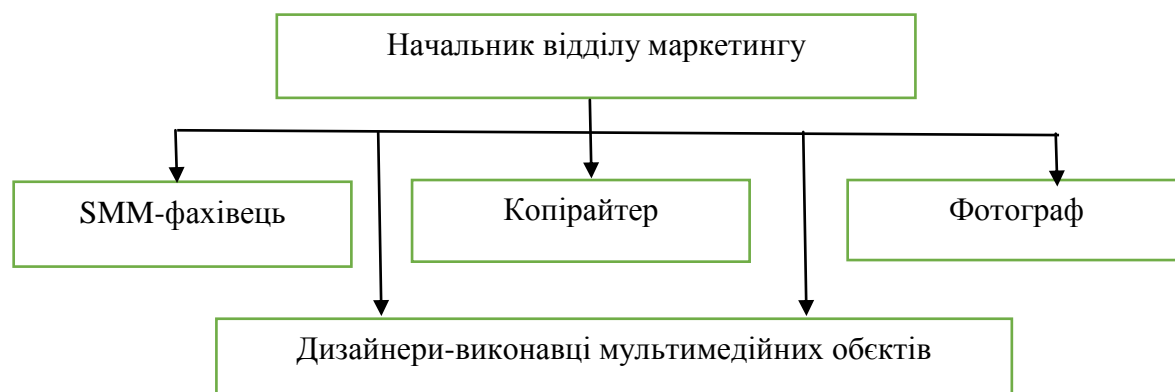 Начальник відділу маркетингу
SMM-фахівець
Копірайтер
Фотограф
Дизайнери-виконавці мультимедійних обєктів